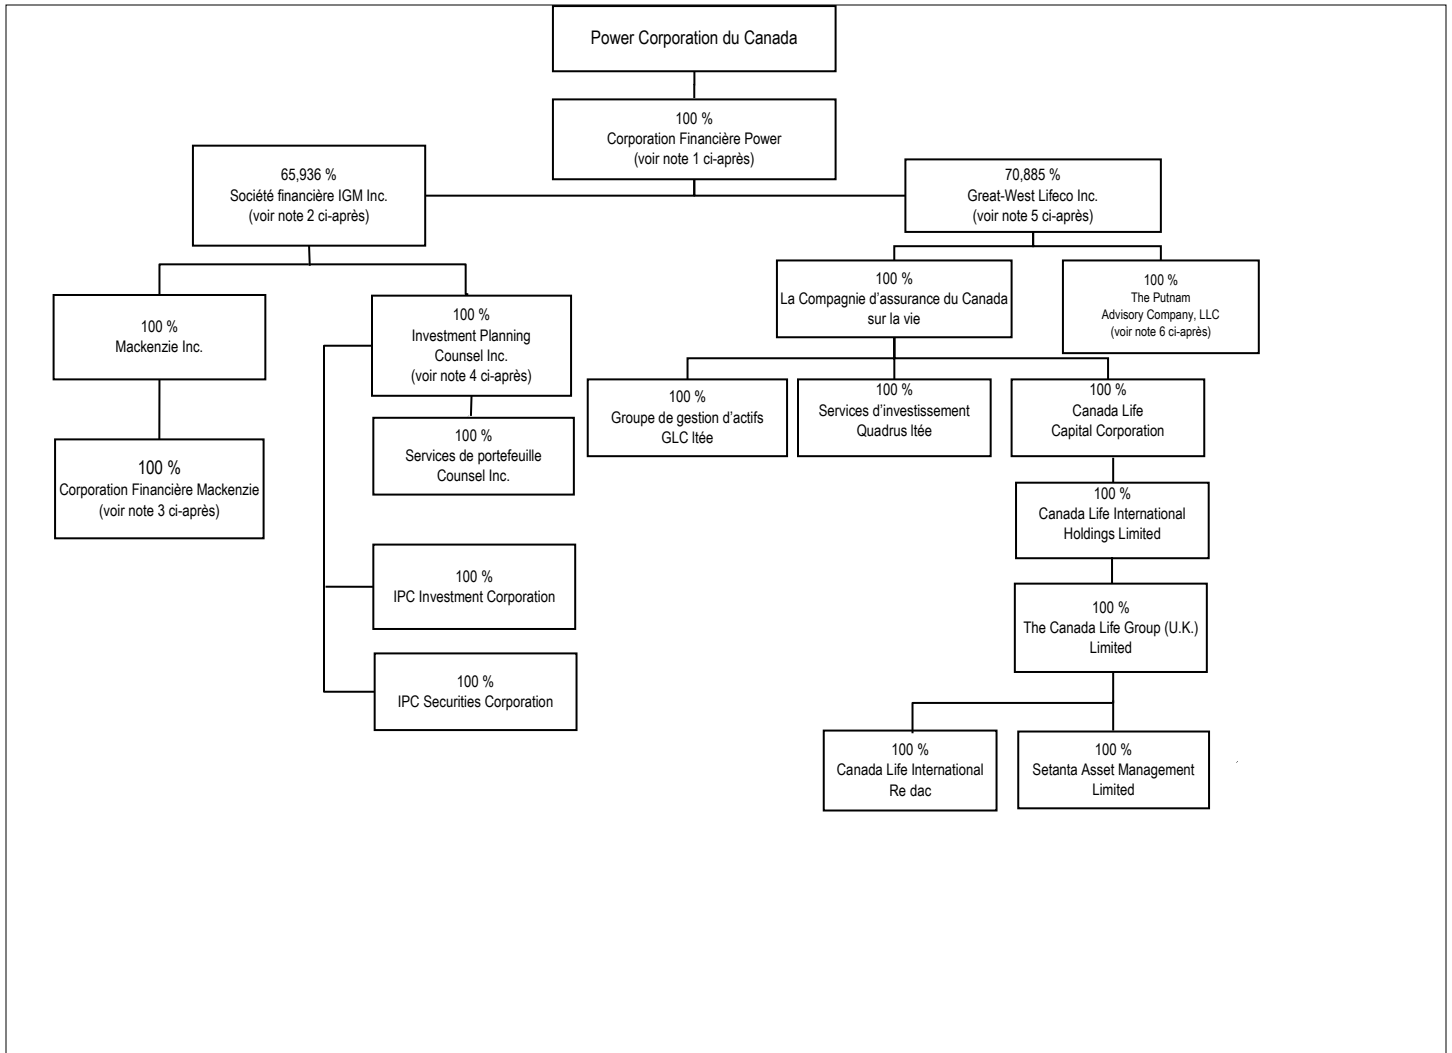 Power Corporation du Canada
100 %
Corporation Financière Power
(voir note 1 ci-après)
65,936 %
Société financière IGM Inc.
(voir note 2 ci-après)
70,885 %
Great-West Lifeco Inc.
(voir note 5 ci-après)
100 %
Mackenzie Inc.
100 %
Investment Planning
Counsel Inc.
(voir note 4 ci-après)
100 %
La Compagnie d’assurance du Canada
sur la vie
100 %
The Putnam
Advisory Company, LLC
(voir note 6 ci-après)
100 %
Corporation Financière Mackenzie
(voir note 3 ci-après)
100 %
Services de portefeuille
Counsel Inc.
100 %
Groupe de gestion d’actifs
GLC ltée
100 %
Services d’investissement
Quadrus ltée
100 %
Canada Life
Capital Corporation
100 %
Canada Life International
Holdings Limited
100 %
IPC Investment Corporation
100 %
The Canada Life Group (U.K.)
Limited
100 %
IPC Securities Corporation
100 %
Canada Life International
Re dac
100 %
Setanta Asset Management
Limited